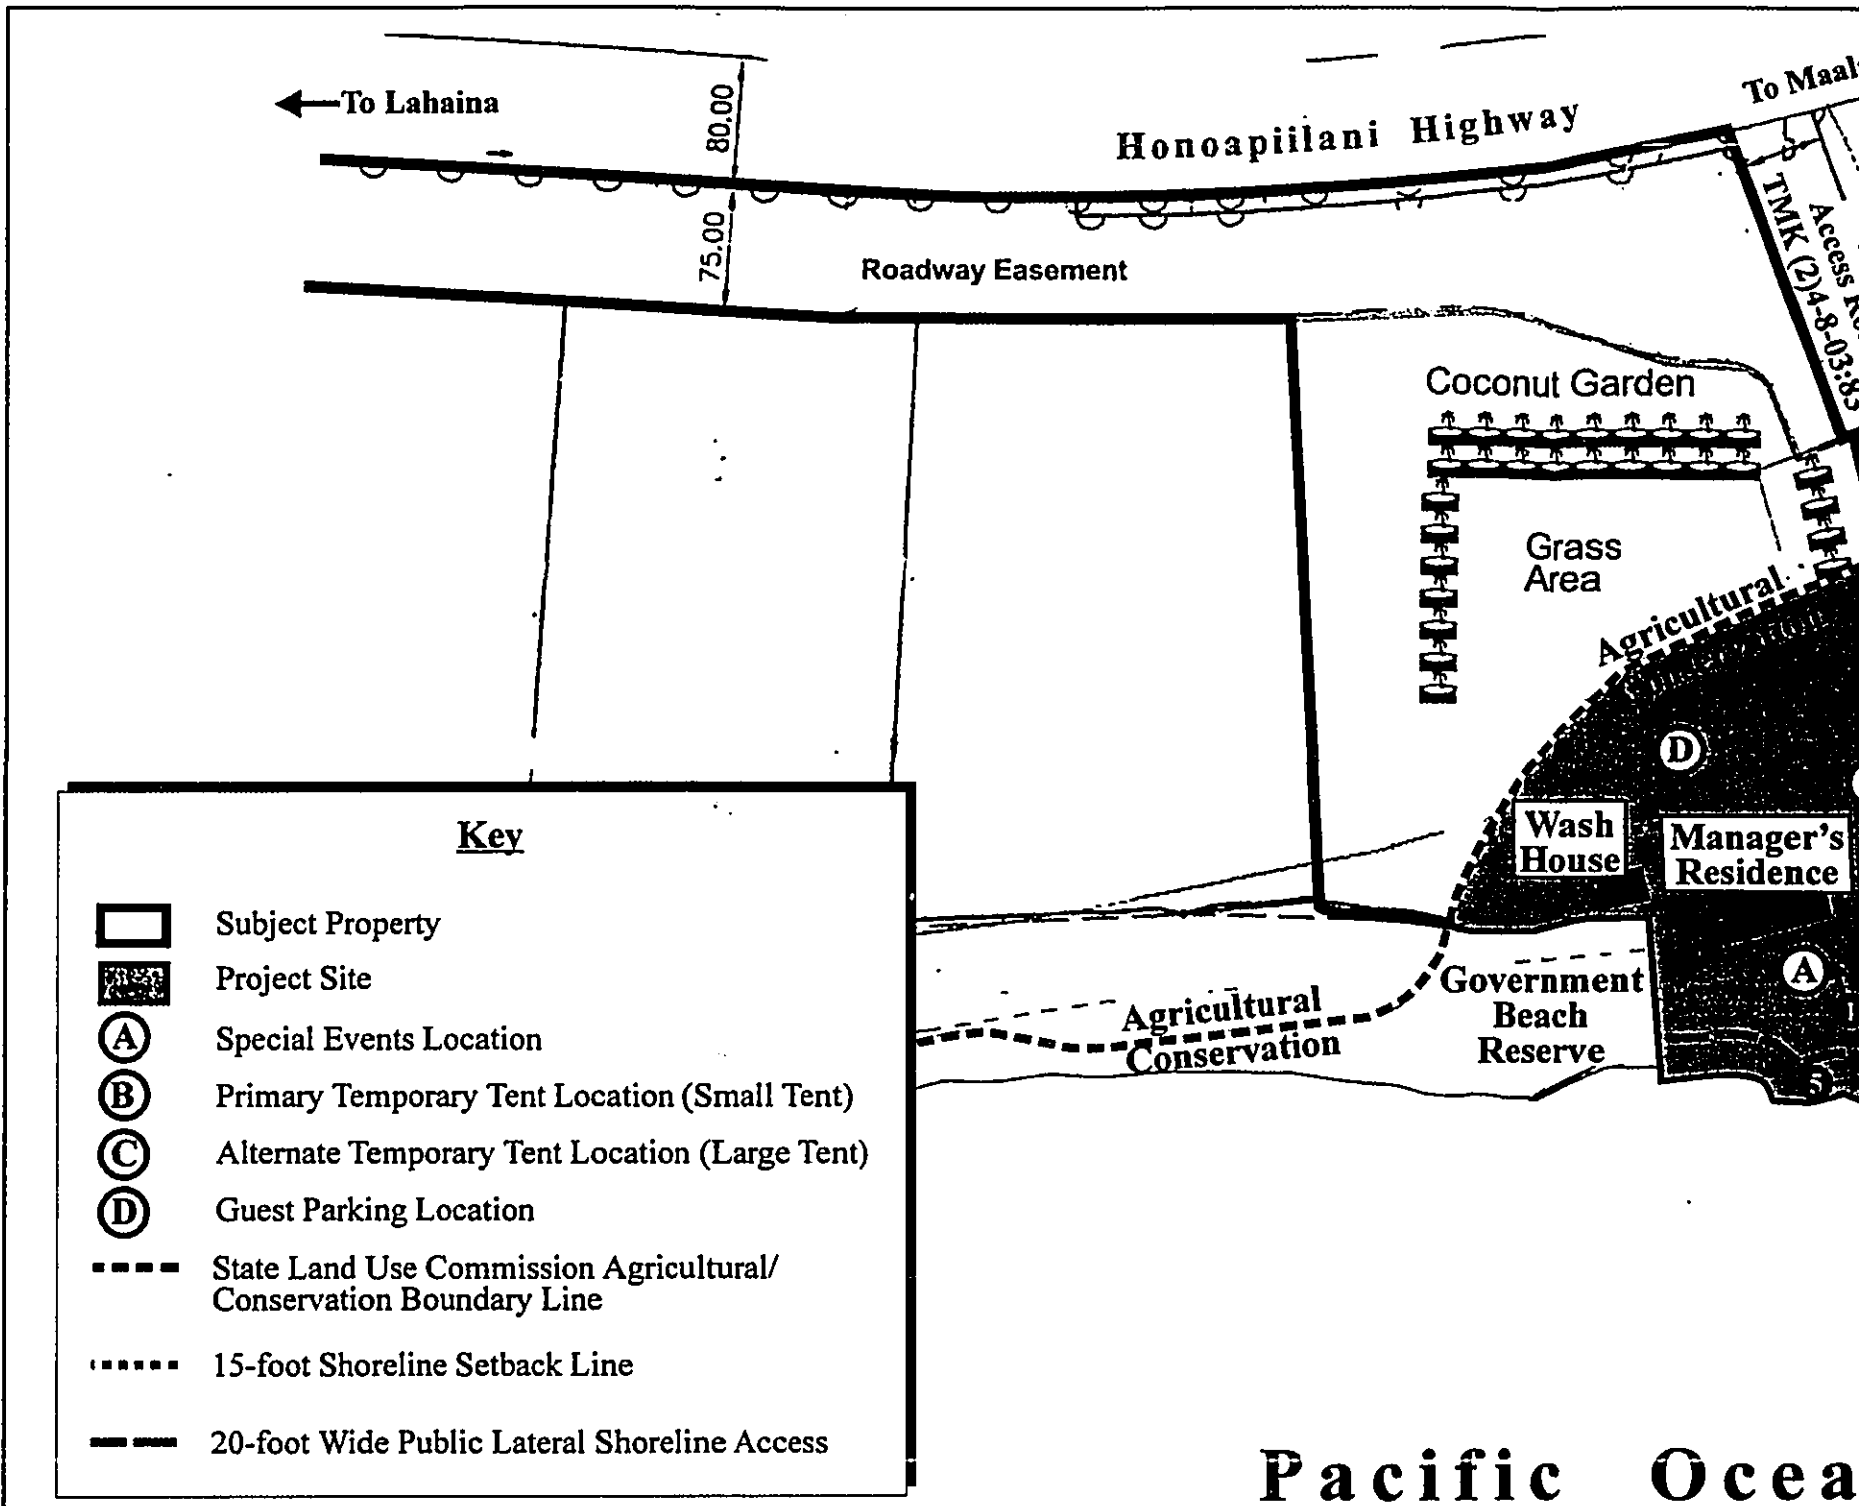 To Lahaina
80.00
Honoapiilani Highway
To Maal
75.00
Roadway Easement
TMK (2)4-8-03:83
Access
Coconut Garden
Grass
Area
Agricultural
D
Wash
House
Manager's
Residence
A
Government
Beach
Reserve
Agricultural
Conservation
5
Key
Subject Property
Project Site
A Special Events Location
B Primary Temporary Tent Location (Small Tent)
C Alternate Temporary Tent Location (Large Tent)
D Guest Parking Location
State Land Use Commission Agricultural/
Conservation Boundary Line
15-foot Shoreline Setback Line
20-foot Wide Public Lateral Shoreline Access
Pacific Ocea